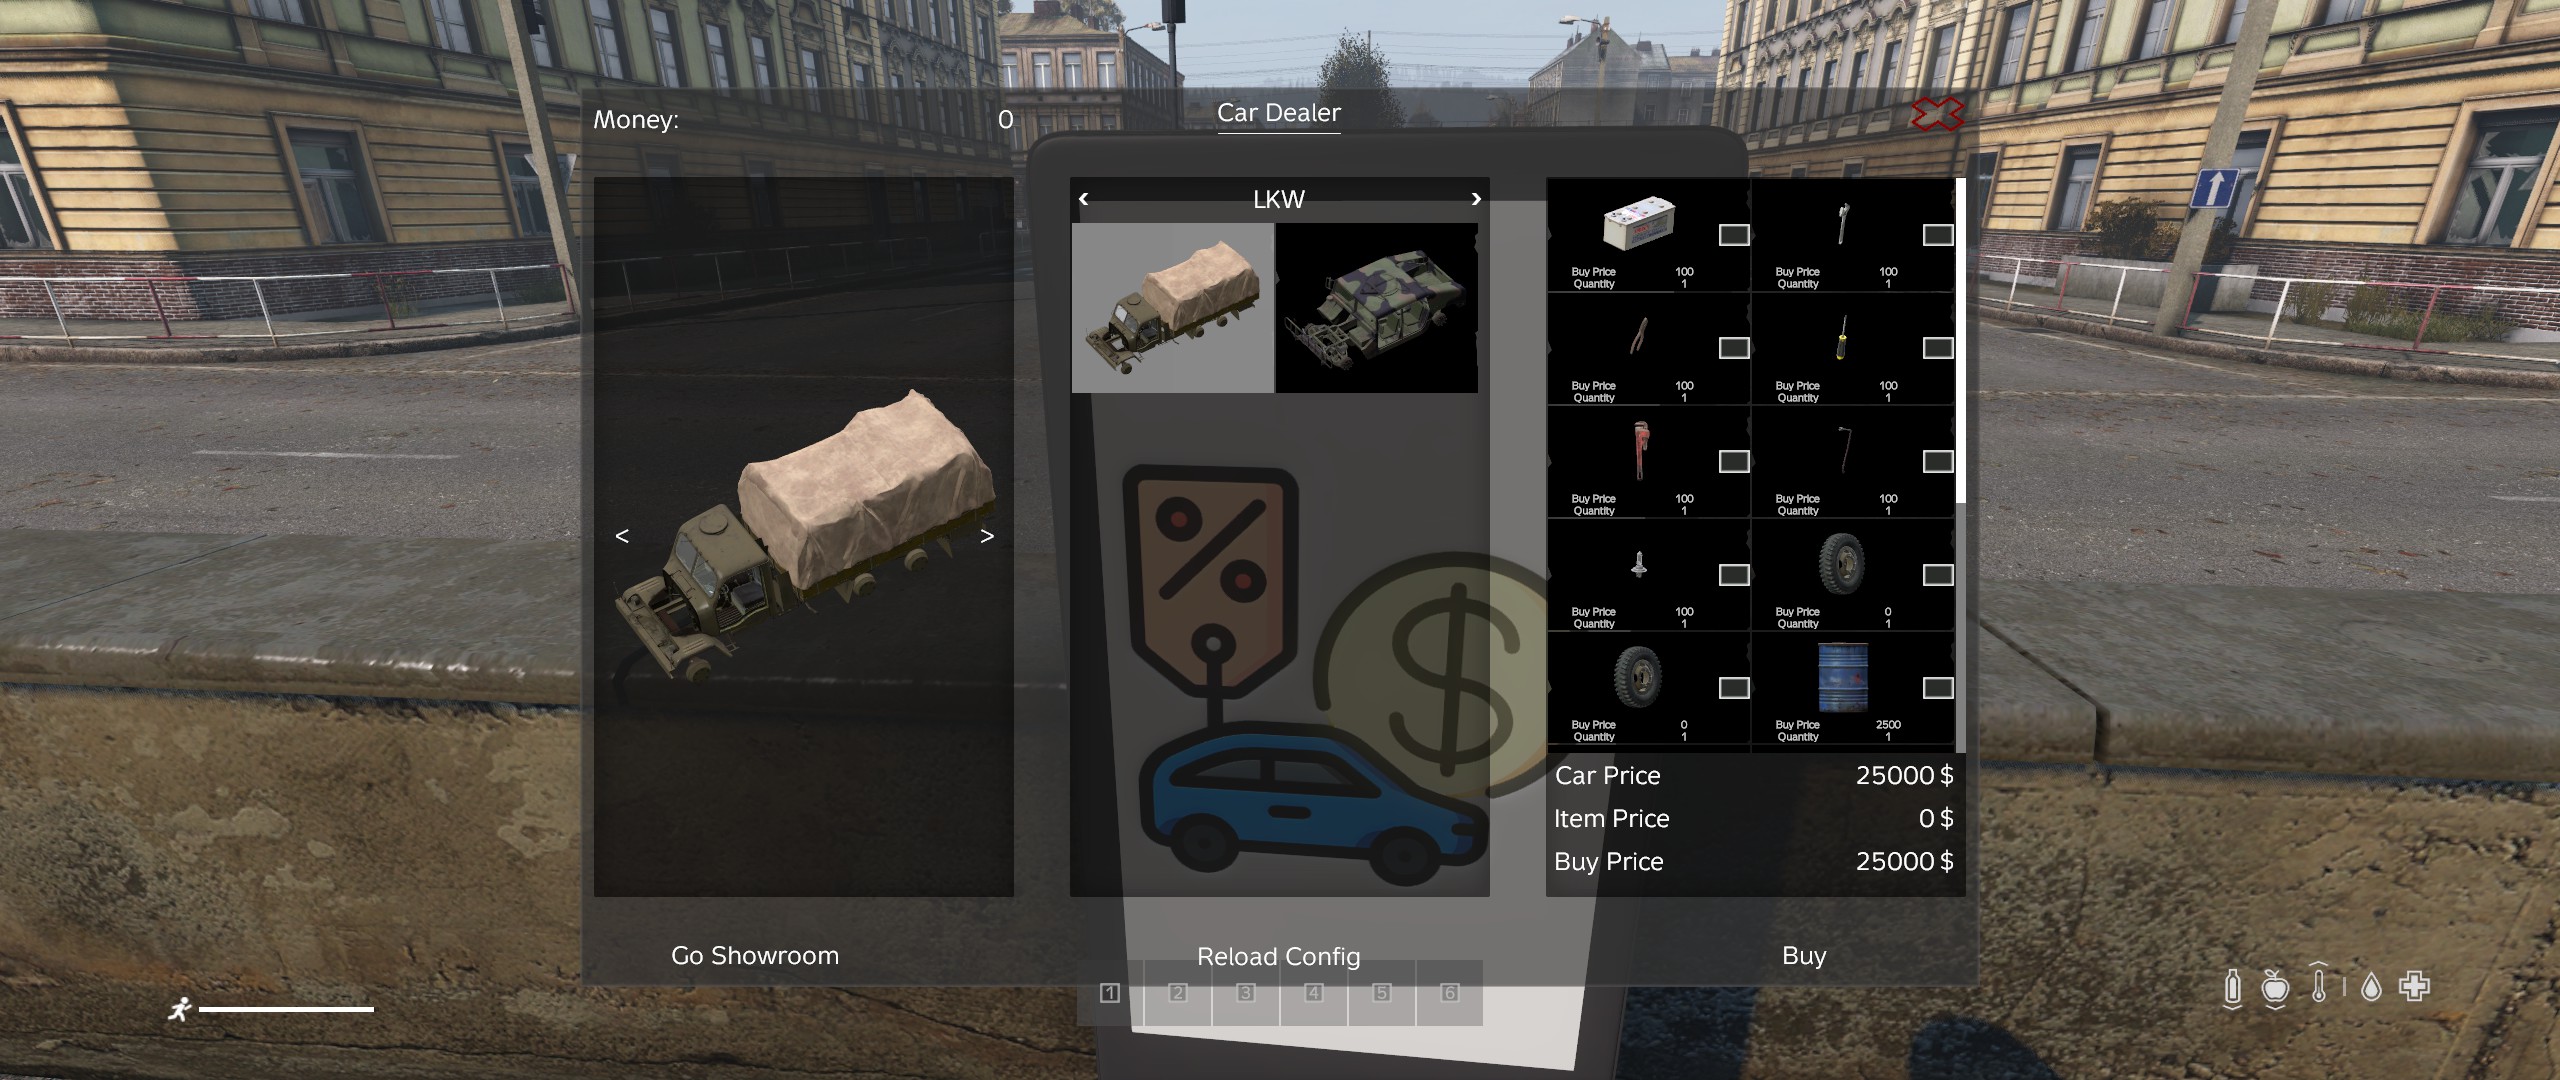 Money: 0
Car Dealer
< LKW >
< >
Buy Price 100
Quantity 1
Buy Price 100
Quantity 1
Buy Price 100
Quantity 1
Buy Price 100
Quantity 1
Buy Price 100
Quantity 1
Buy Price 100
Quantity 1
Buy Price 100
Quantity 1
Buy Price 0
Quantity 1
Buy Price 0
Quantity 1
Buy Price 2500
Quantity 1
$
Car Price 25000 $
Item Price 0 $
Buy Price 25000 $
Go Showroom
Reload Config
Buy
1 2 3 4 5 6